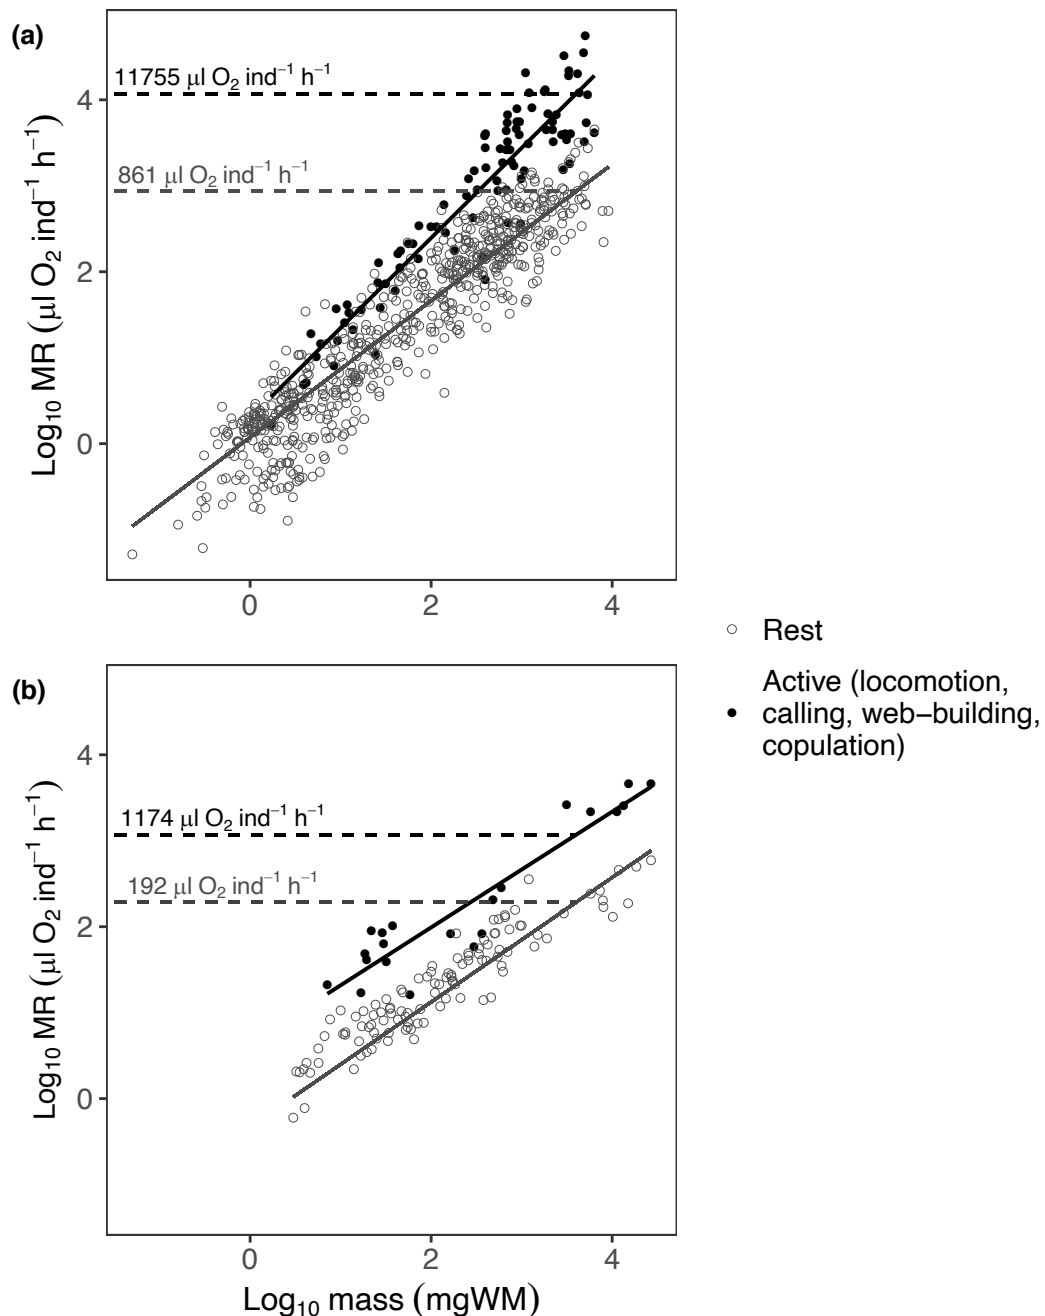 (a)
11755 μl O₂ ind⁻¹ h⁻¹
861 μl O₂ ind⁻¹ h⁻¹
Log₁₀ MR (μl O₂ ind⁻¹ h⁻¹)
4
2
0
0 2 4
Rest
Active (locomotion,
calling, web−building,
copulation)
(b)
1174 μl O₂ ind⁻¹ h⁻¹
192 μl O₂ ind⁻¹ h⁻¹
Log₁₀ MR (μl O₂ ind⁻¹ h⁻¹)
4
2
0
0 2 4
Log₁₀ mass (mgWM)